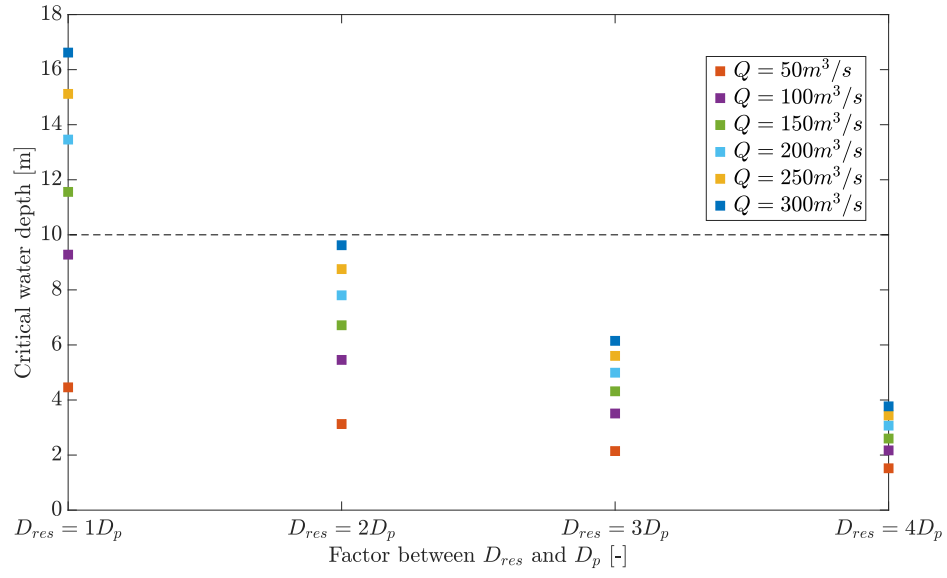 18
16
14
12
10
8
6
4
2
0
Critical water depth [m]
Q = 50m³/s
Q = 100m³/s
Q = 150m³/s
Q = 200m³/s
Q = 250m³/s
Q = 300m³/s
D_res = 1D_p
D_res = 2D_p
D_res = 3D_p
D_res = 4D_p
Factor between D_res and D_p [-]